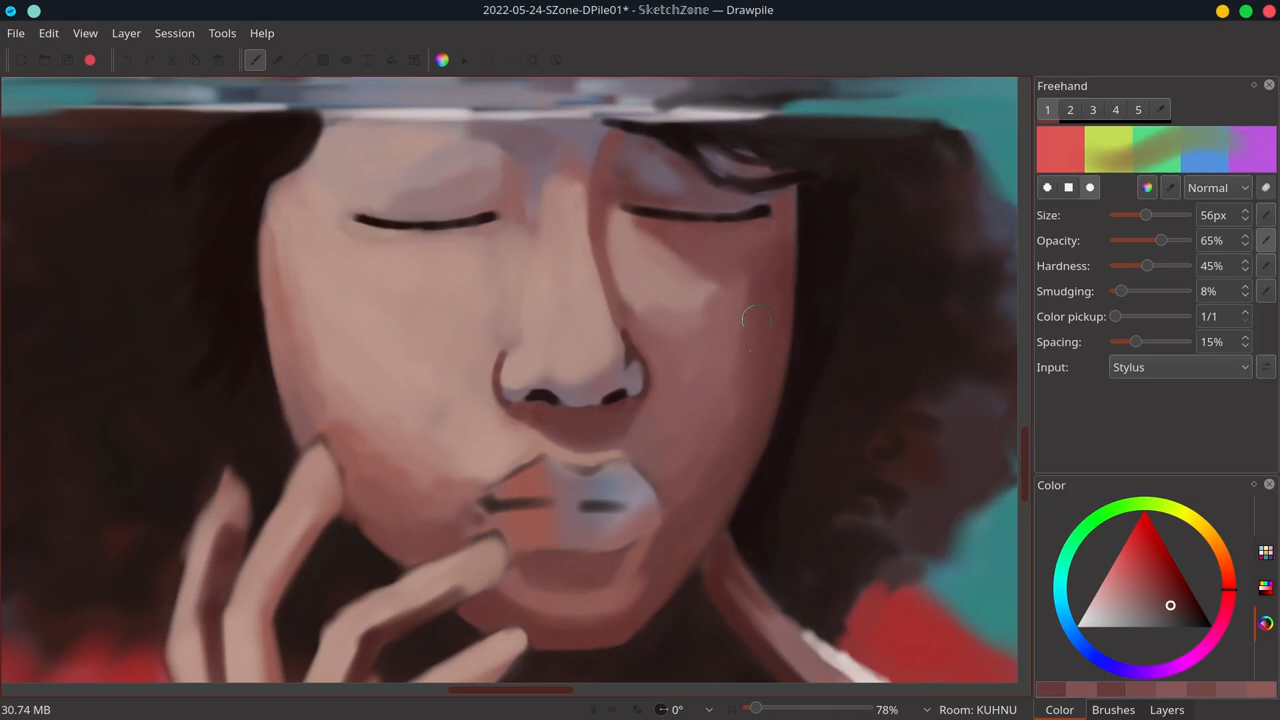 2022-05-24-SZone-DPile01* - SketchZone — Drawpile
File Edit View Layer Session Tools Help
Freehand
1 2 3 4 5
Normal
Size: 56px
Opacity: 65%
Hardness: 45%
Smudging: 8%
Color pickup: 1/1
Spacing: 15%
Input: Stylus
Color
30.74 MB 0° 78% Room: KUHNU
Color Brushes Layers